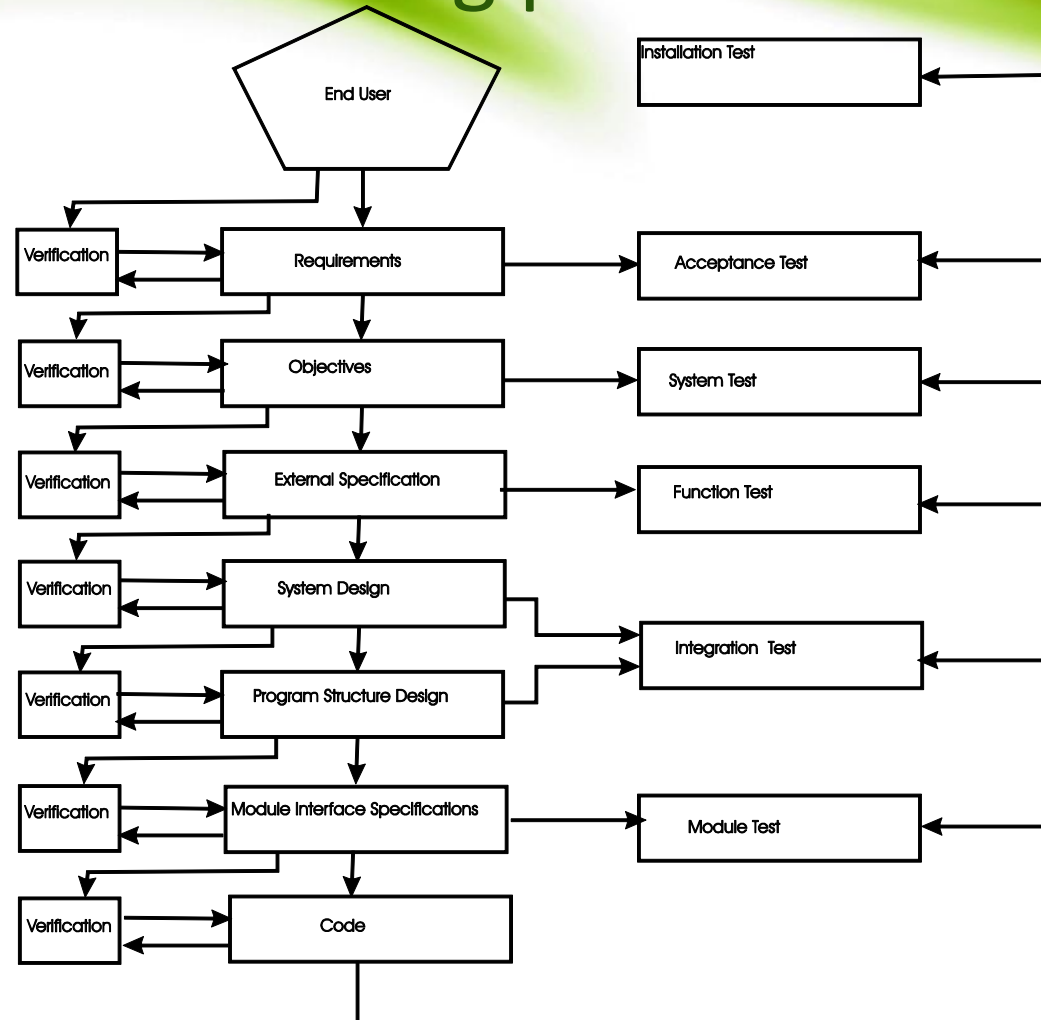 End User
Installation Test
Verification
Requirements
Acceptance Test
Verification
Objectives
System Test
Verification
External Specification
Function Test
Verification
System Design
Integration Test
Verification
Program Structure Design
Verification
Module Interface Specifications
Module Test
Verification
Code